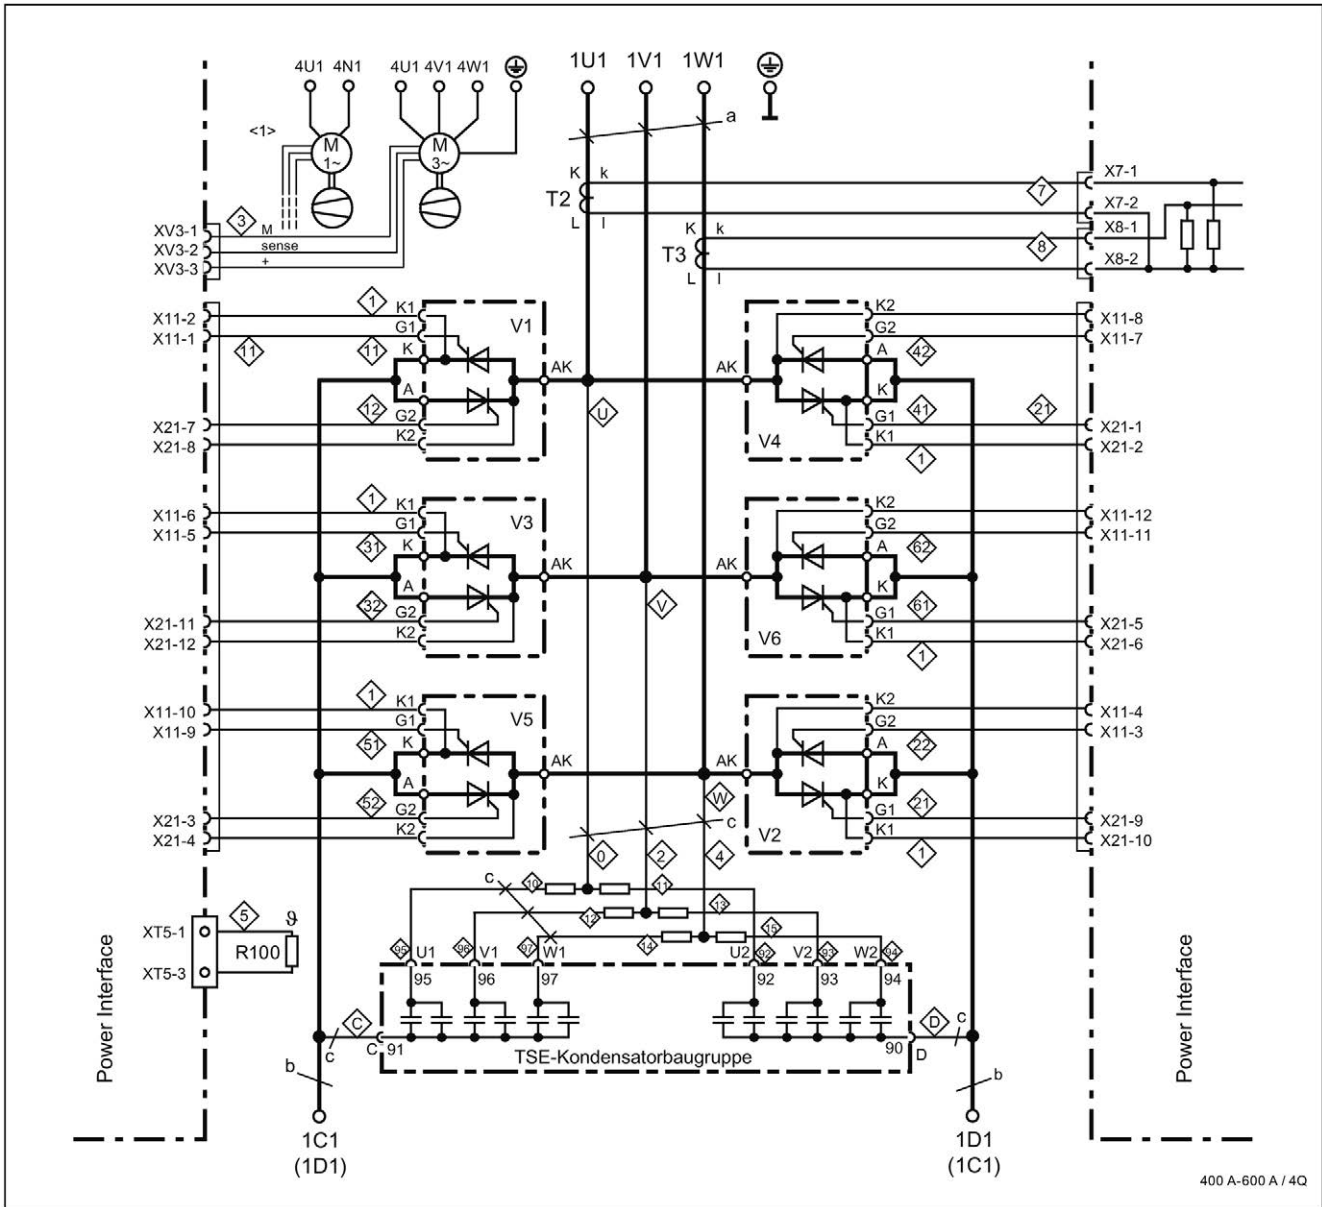 4U1 4N1 4U1 4V1 4W1 1U1 1V1 1W1
<1> M 1~ M 3~ a
K k 7 X7-1
T2
L l X7-2
XV3-1 3 M K k 8 X8-1
XV3-2 sense T3
XV3-3 + L l X8-2
1 K1 V1 K2
X11-2 G1 G2 X11-8
X11-1 11 11 K AK AK A 42 X11-7
A K
12 G2 U G1 41 21
X21-7 K2 V4 K1 X21-1
X21-8 1 X21-2
1 K1 V3 K2
X11-6 G1 G2 X11-12
X11-5 31 K AK AK A 62 X11-11
A K
32 G2 V G1 61
X21-11 K2 V6 K1 X21-5
X21-12 1 X21-6
1 K1 V5 K2
X11-10 G1 G2 X11-4
X11-9 51 K AK AK A 22 X11-3
A W K
52 G2 c G1 21
X21-3 K2 V2 K1 X21-9
X21-4 0 2 4 1 X21-10
c 10 11
5 ϑ 12 13
XT5-1 14 15
R100 95 U1 96 V1 97 W1 U2 92 V2 93 W2 94
XT5-3 95 96 97 92 93 94
C D c
c C 91 TSE-Kondensatorbaugruppe 90 D
b b
Power Interface
Power Interface
1C1 1D1
(1D1) (1C1)
400 A-600 A / 4Q